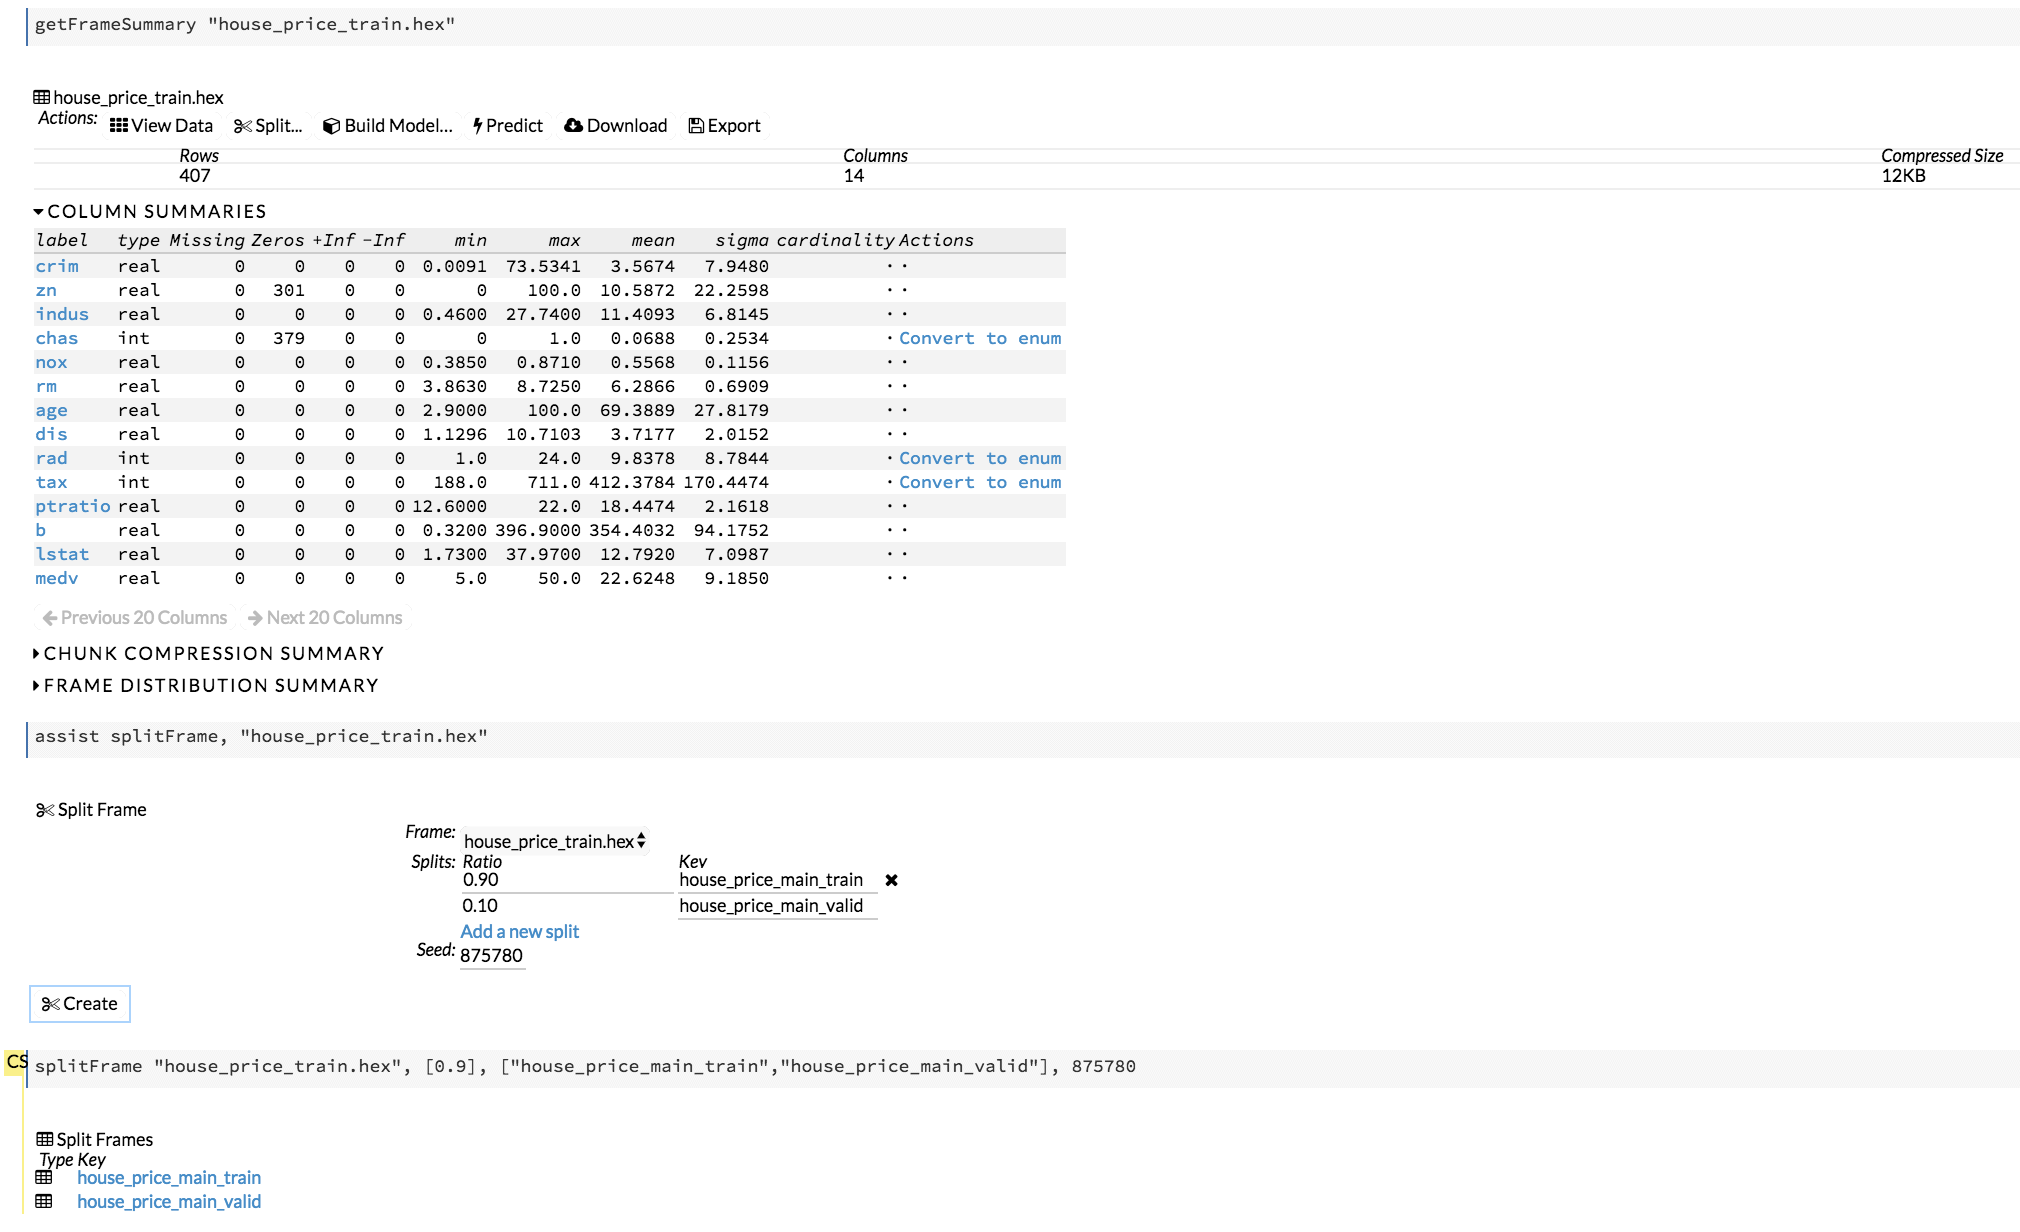 getFrameSummary "house_price_train.hex"
house_price_train.hex
Actions: View Data Split... Build Model... Predict Download Export
Rows Columns Compressed Size
407 14 12KB
COLUMN SUMMARIES
label type Missing Zeros +Inf -Inf min max mean sigma cardinality Actions
crim real 0 0 0 0 0.0091 73.5341 3.5674 7.9480 · ·
zn real 0 301 0 0 0 100.0 10.5872 22.2598 · ·
indus real 0 0 0 0 0.4600 27.7400 11.4093 6.8145 · ·
chas int 0 379 0 0 0 1.0 0.0688 0.2534 · Convert to enum
nox real 0 0 0 0 0.3850 0.8710 0.5568 0.1156 · ·
rm real 0 0 0 0 3.8630 8.7250 6.2866 0.6909 · ·
age real 0 0 0 0 2.9000 100.0 69.3889 27.8179 · ·
dis real 0 0 0 0 1.1296 10.7103 3.7177 2.0152 · ·
rad int 0 0 0 0 1.0 24.0 9.8378 8.7844 · Convert to enum
tax int 0 0 0 0 188.0 711.0 412.3784 170.4474 · Convert to enum
ptratio real 0 0 0 0 12.6000 22.0 18.4474 2.1618 · ·
b real 0 0 0 0 0.3200 396.9000 354.4032 94.1752 · ·
lstat real 0 0 0 0 1.7300 37.9700 12.7920 7.0987 · ·
medv real 0 0 0 0 5.0 50.0 22.6248 9.1850 · ·
Previous 20 Columns Next 20 Columns
CHUNK COMPRESSION SUMMARY
FRAME DISTRIBUTION SUMMARY
assist splitFrame, "house_price_train.hex"
Split Frame
Frame: house_price_train.hex
Splits: Ratio Key
0.90 house_price_main_train
0.10 house_price_main_valid
Add a new split
Seed: 875780
Create
CS
splitFrame "house_price_train.hex", [0.9], ["house_price_main_train","house_price_main_valid"], 875780
Split Frames
Type Key
house_price_main_train
house_price_main_valid